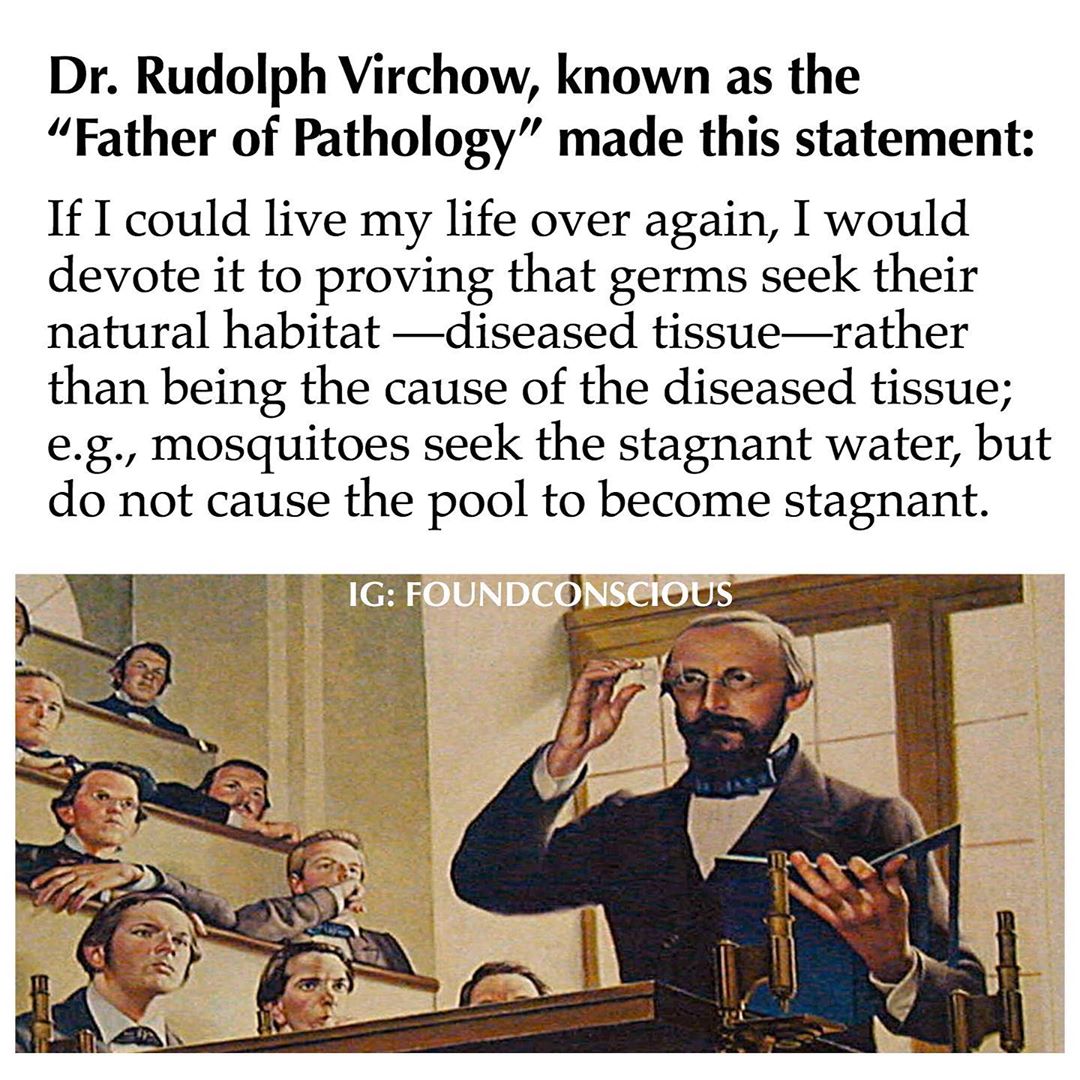 Dr. Rudolph Virchow, known as the
“Father of Pathology” made this statement:
If I could live my life over again, I would
devote it to proving that germs seek their
natural habitat —diseased tissue—rather
than being the cause of the diseased tissue;
e.g., mosquitoes seek the stagnant water, but
do not cause the pool to become stagnant.
IG: FOUNDCONSCIOUS